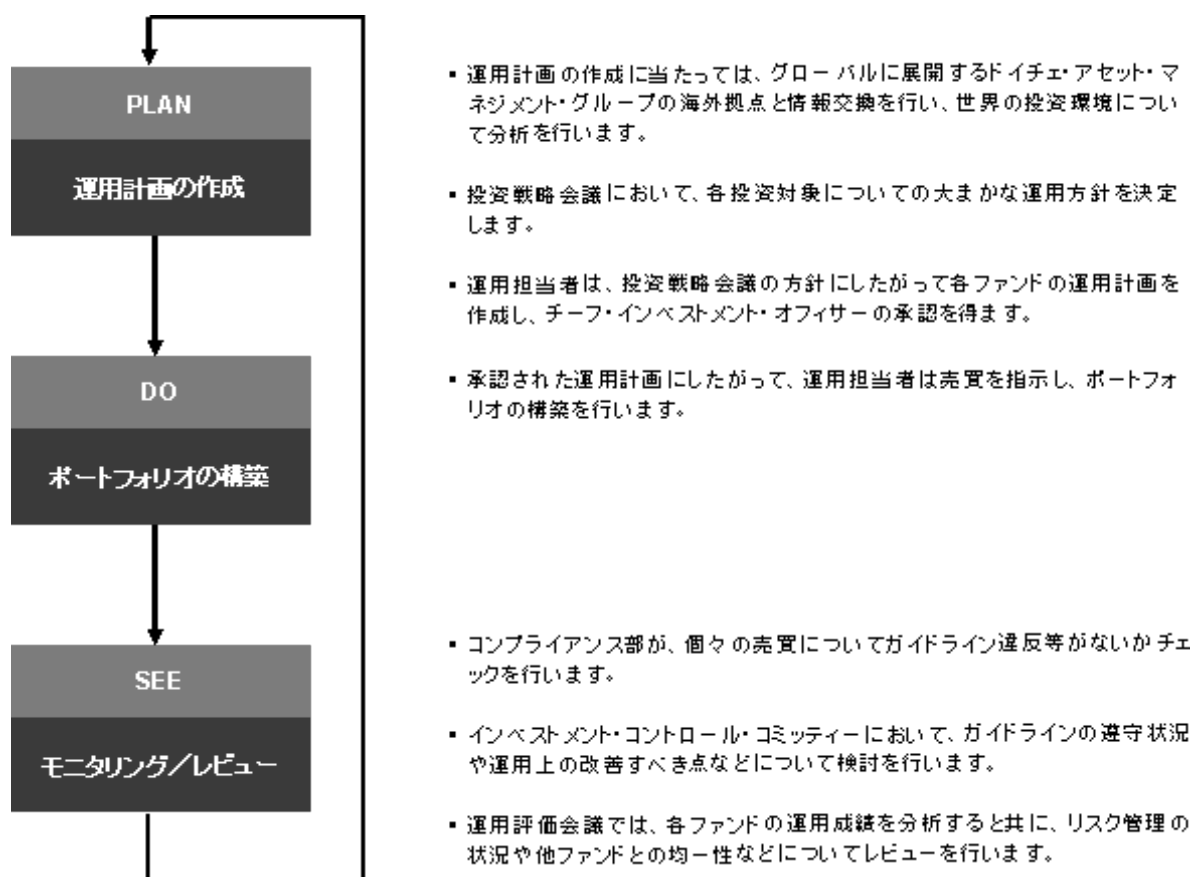 PLAN
運用計画の作成
・運用計画の作成に当たっては、グローバルに展開するドイチェ・アセット・マ
ネジメント・グループの海外拠点と情報交換を行い、世界の投資環境につい
て分析を行います。
・投資戦略会議において、各投資対象についての大まかな運用方針を決定
します。
・運用担当者は、投資戦略会議の方針にしたがって各ファンドの運用計画を
作成し、チーフ・インベストメント・オフィサーの承認を得ます。
DO
ポートフォリオの構築
・承認された運用計画にしたがって、運用担当者は売買を指示し、ポートフォ
リオの構築を行います。
SEE
モニタリング/レビュー
・コンプライアンス部が、個々の売買についてガイドライン違反等がないかチェ
ックを行います。
・インベストメント・コントロール・コミッティーにおいて、ガイドラインの遵守状況
や運用上の改善すべき点などについて検討を行います。
・運用評価会議では、各ファンドの運用成績を分析すると共に、リスク管理の
状況や他ファンドとの均一性などについてレビューを行います。